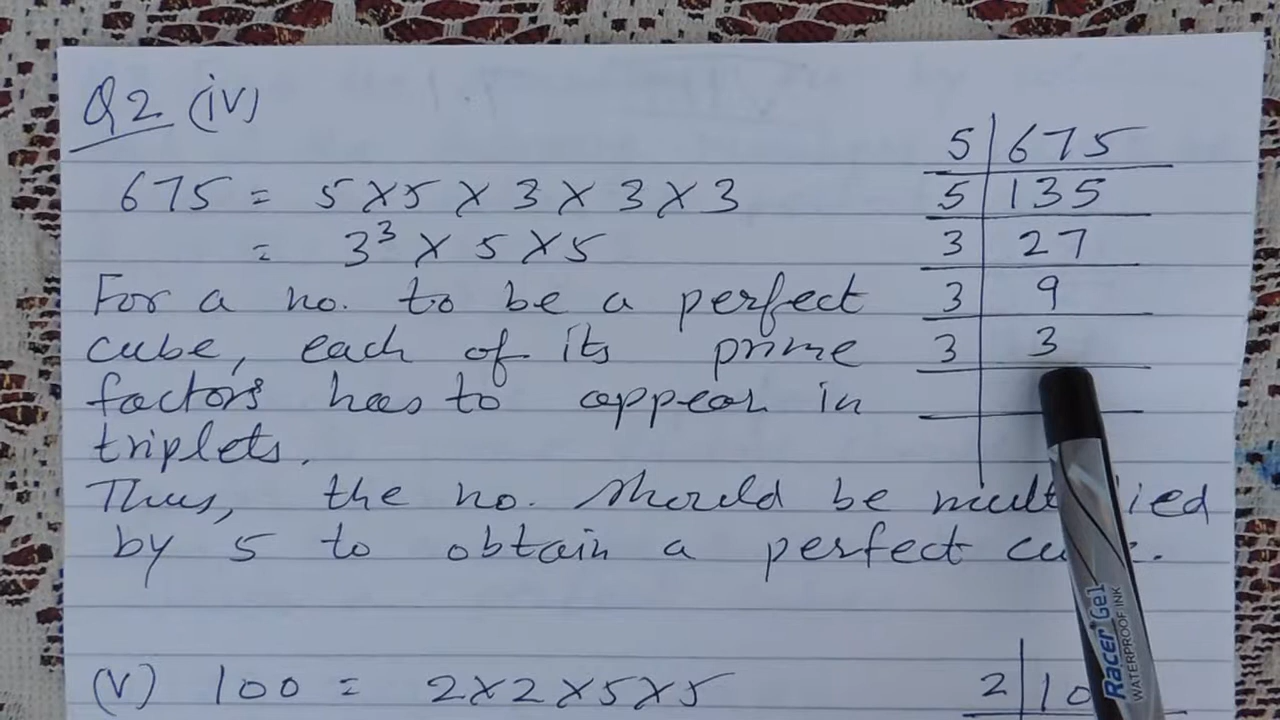 Q2 (iv)
5 | 675
675 = 5 × 5 × 3 × 3 × 3
5 | 135
= 3³ × 5 × 5
3 | 27
For a no. to be a perfect
3 | 9
cube, each of its prime
3 | 3
factors has to appear in
triplets.
Thus, the no. should be
by 5 to obtain a perfect
(v) 100 = 2×2×5×5
2 | 10
Racer Gel
WATERPROOF INK